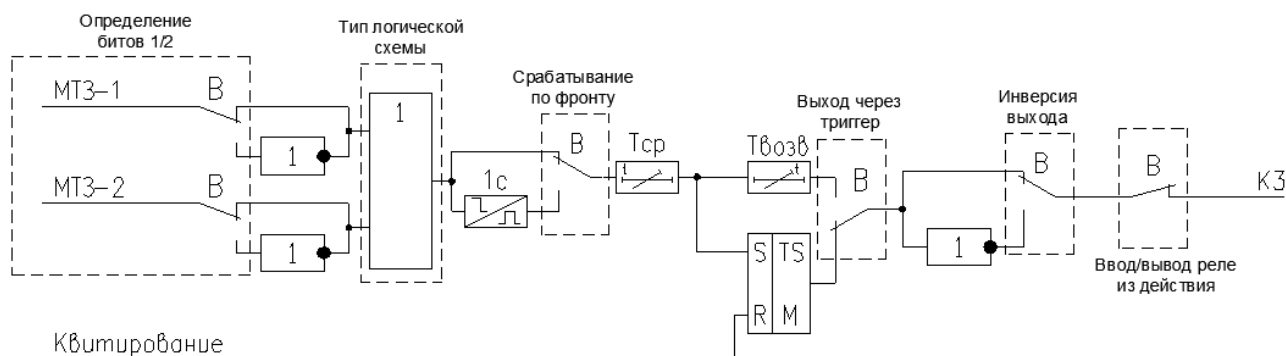 Определение
битов 1/2
Тип логической
схемы
Срабатывание
по фронту
Выход через
триггер
Инверсия
выхода
МТЗ-1
В
1
1
В
Тср
Твозв
В
В
В
КЗ
1с
МТЗ-2
В
1
1
S
TS
R
M
Ввод/вывод реле
из действия
Квитирование